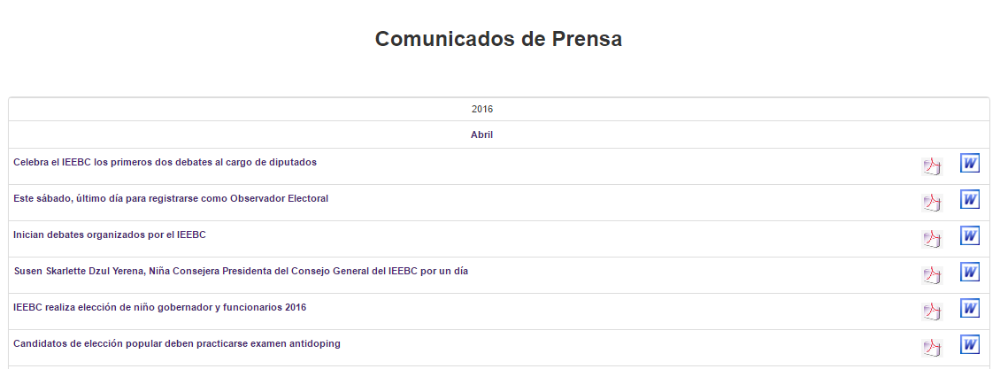 Comunicados de Prensa
2016
Abril
Celebra el IEEBC los primeros dos debates al cargo de diputados
W
Este sábado, último día para registrarse como Observador Electoral
W
Inician debates organizados por el IEEBC
W
Susen Skarlette Dzul Yerena, Niña Consejera Presidenta del Consejo General del IEEBC por un día
W
IEEBC realiza elección de niño gobernador y funcionarios 2016
W
Candidatos de elección popular deben practicarse examen antidoping
W